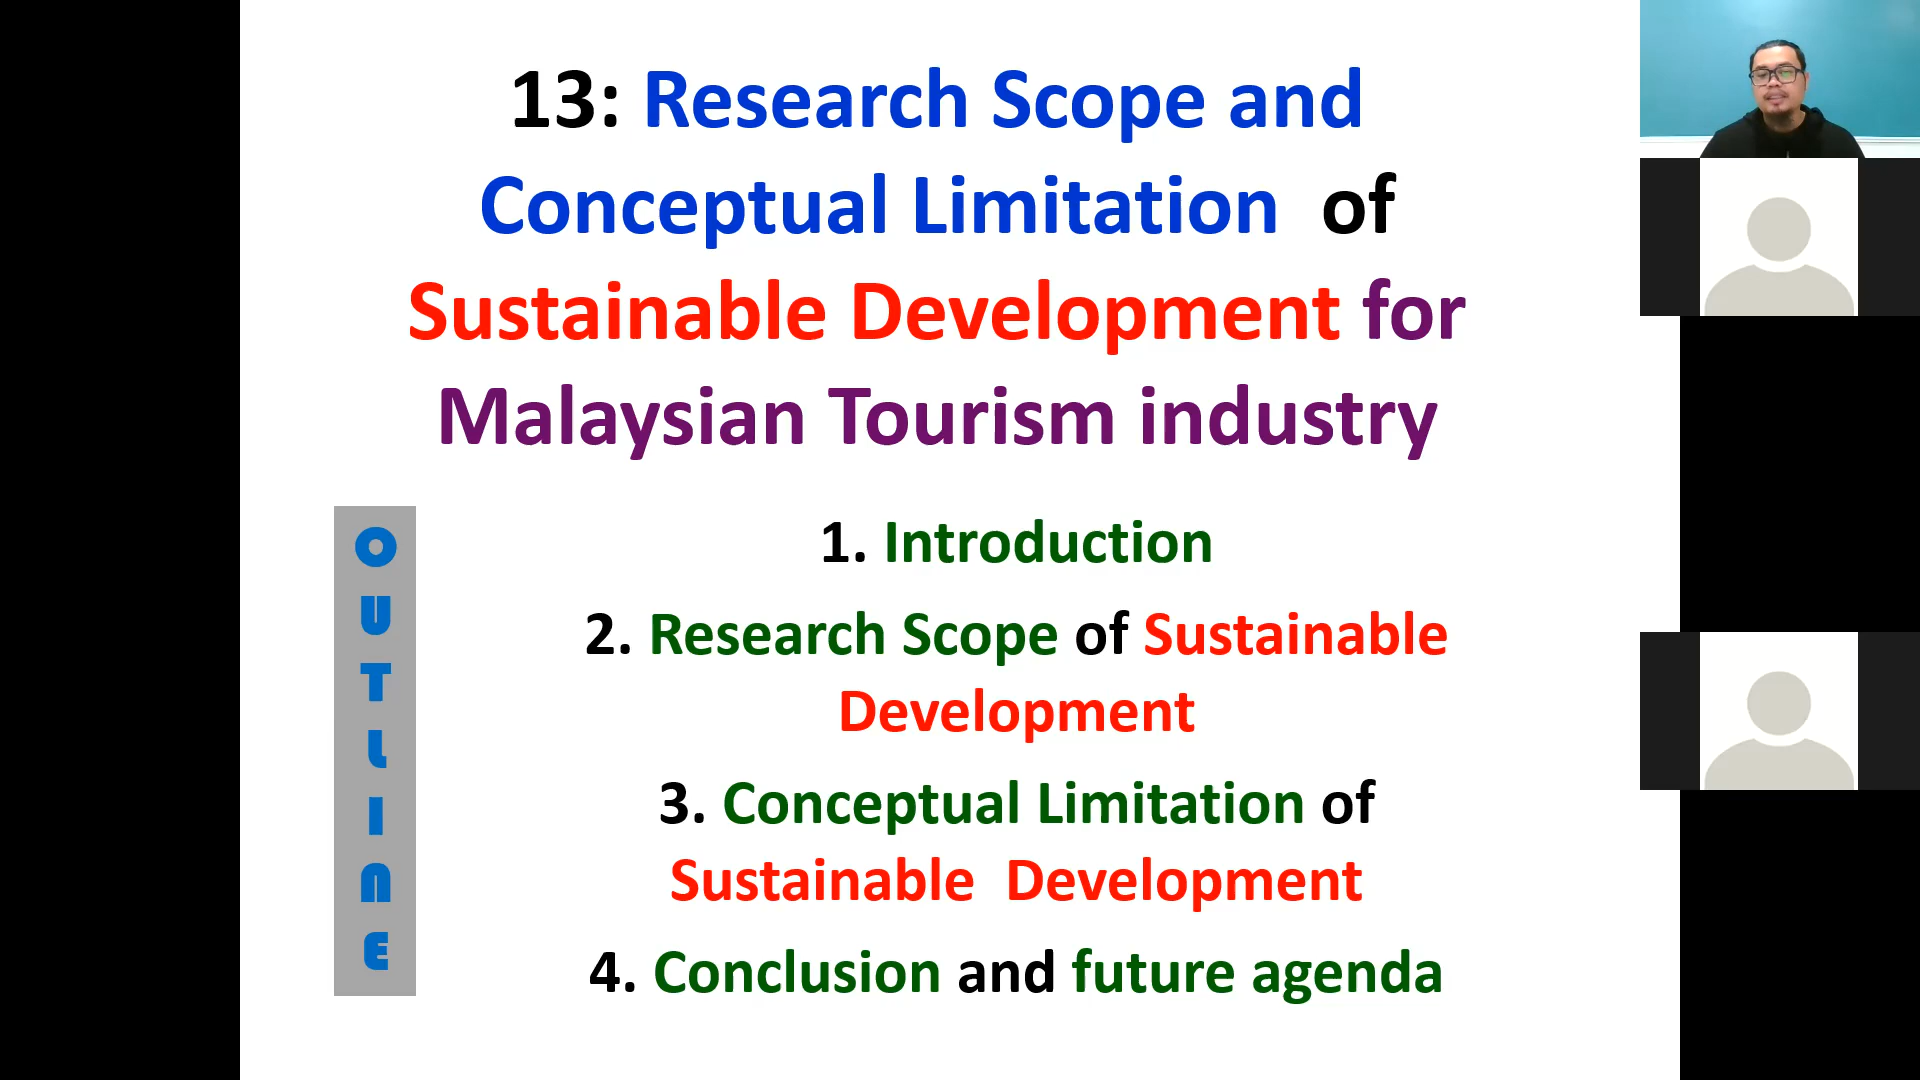 13: Research Scope and
Conceptual Limitation of
Sustainable Development for
Malaysian Tourism industry
OUTLINE
1. Introduction
2. Research Scope of Sustainable
Development
3. Conceptual Limitation of
Sustainable Development
4. Conclusion and future agenda